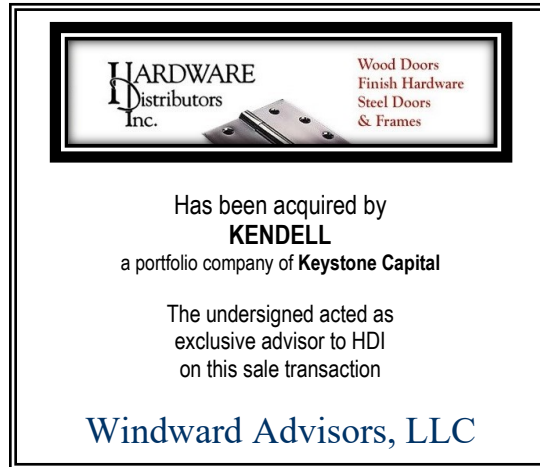 HARDWARE
Distributors
Inc.
Wood Doors
Finish Hardware
Steel Doors
& Frames
Has been acquired by
KENDELL
a portfolio company of Keystone Capital
The undersigned acted as
exclusive advisor to HDI
on this sale transaction
Windward Advisors, LLC